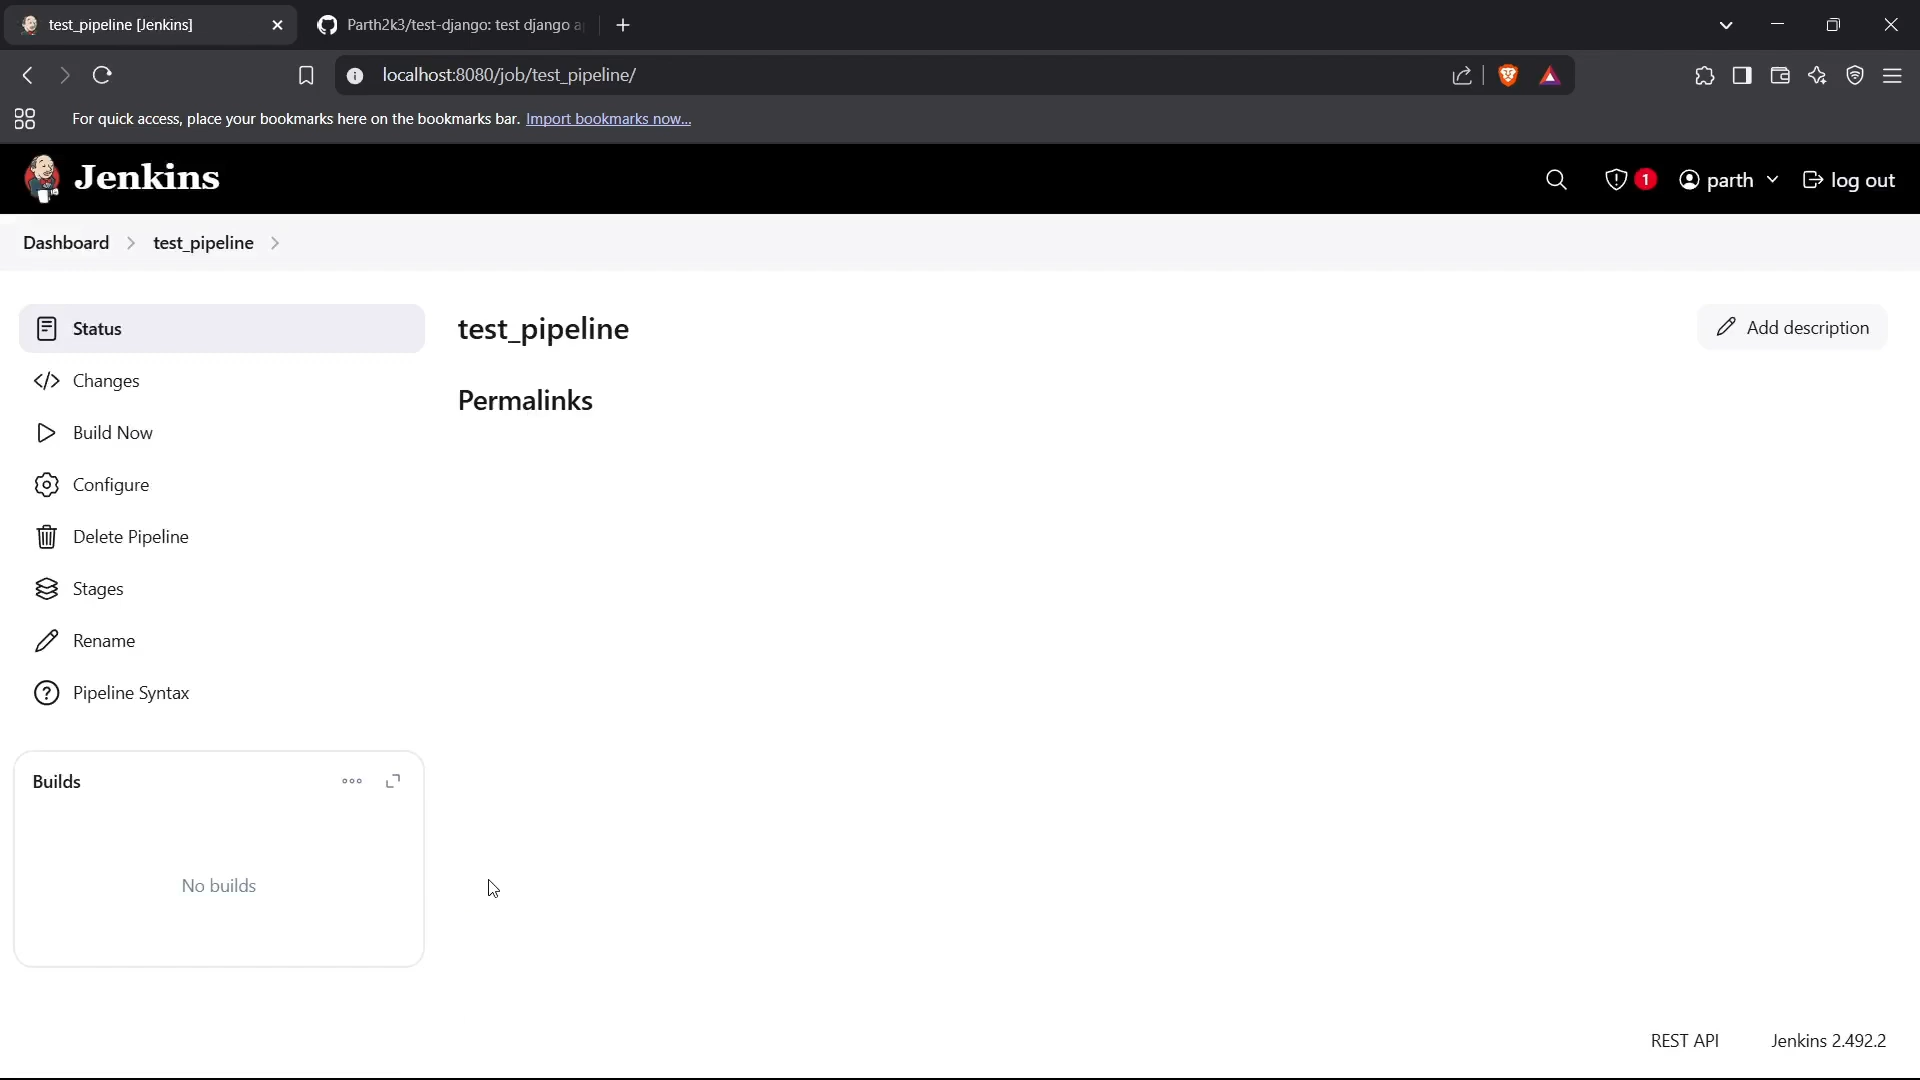 test_pipeline [Jenkins]
Parth2k3/test-django: test django a
localhost:8080/job/test_pipeline/
For quick access, place your bookmarks here on the bookmarks bar. Import bookmarks now...
Jenkins
1
parth
log out
Dashboard
test_pipeline
Status
Changes
Build Now
Configure
Delete Pipeline
Stages
Rename
Pipeline Syntax
test_pipeline
Add description
Permalinks
Builds
No builds
REST API
Jenkins 2.492.2